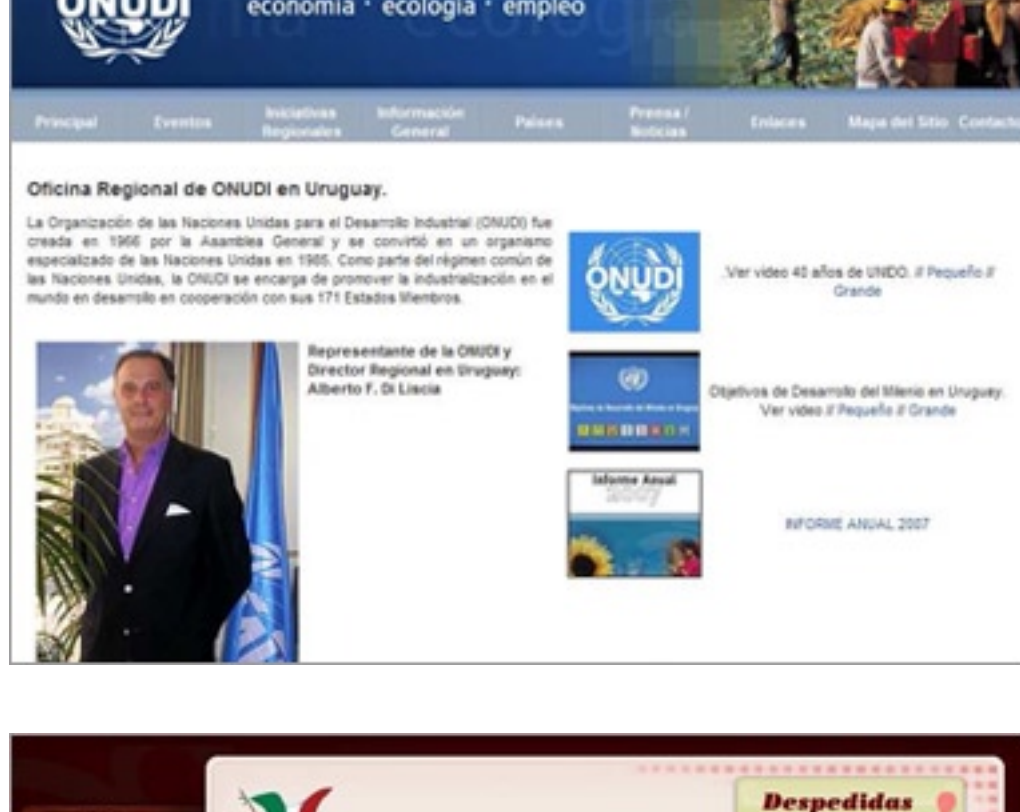 ONUDI
economía · ecología · empleo
Principal Eventos Iniciativas Regionales Información General Países Prensa / Noticias Enlaces Mapa del Sitio Contacto
Oficina Regional de ONUDI en Uruguay.
La Organización de las Naciones Unidas para el Desarrollo Industrial (ONUDI) fue
creada en 1966 por la Asamblea General y se convirtió en un organismo
especializado de las Naciones Unidas en 1985. Como parte del régimen común de
las Naciones Unidas, la ONUDI se encarga de promover la industrialización en el
mundo en desarrollo en cooperación con sus 171 Estados Miembros.
ONUDI
.Ver video 40 años de UNIDO. // Pequeño //
Grande
Representante de la ONUDI y
Director Regional en Uruguay:
Alberto F. Di Liscia
Objetivos de Desarrollo del Milenio en Uruguay.
Ver video // Pequeño // Grande
Informe Anual
2007
INFORME ANUAL 2007
Despedidas